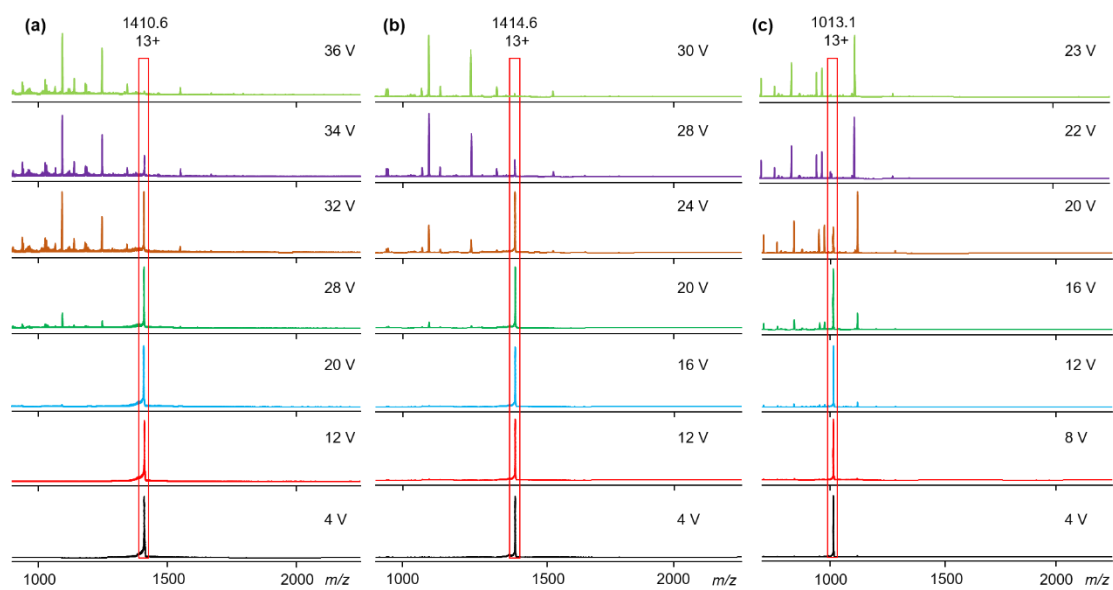 (a)
1410.6
13+
36 V
34 V
32 V
28 V
20 V
12 V
4 V
1000
1500
2000
m/z
(b)
1414.6
13+
30 V
28 V
24 V
20 V
16 V
12 V
4 V
1000
1500
2000
m/z
(c)
1013.1
13+
23 V
22 V
20 V
16 V
12 V
8 V
4 V
1000
1500
2000
m/z